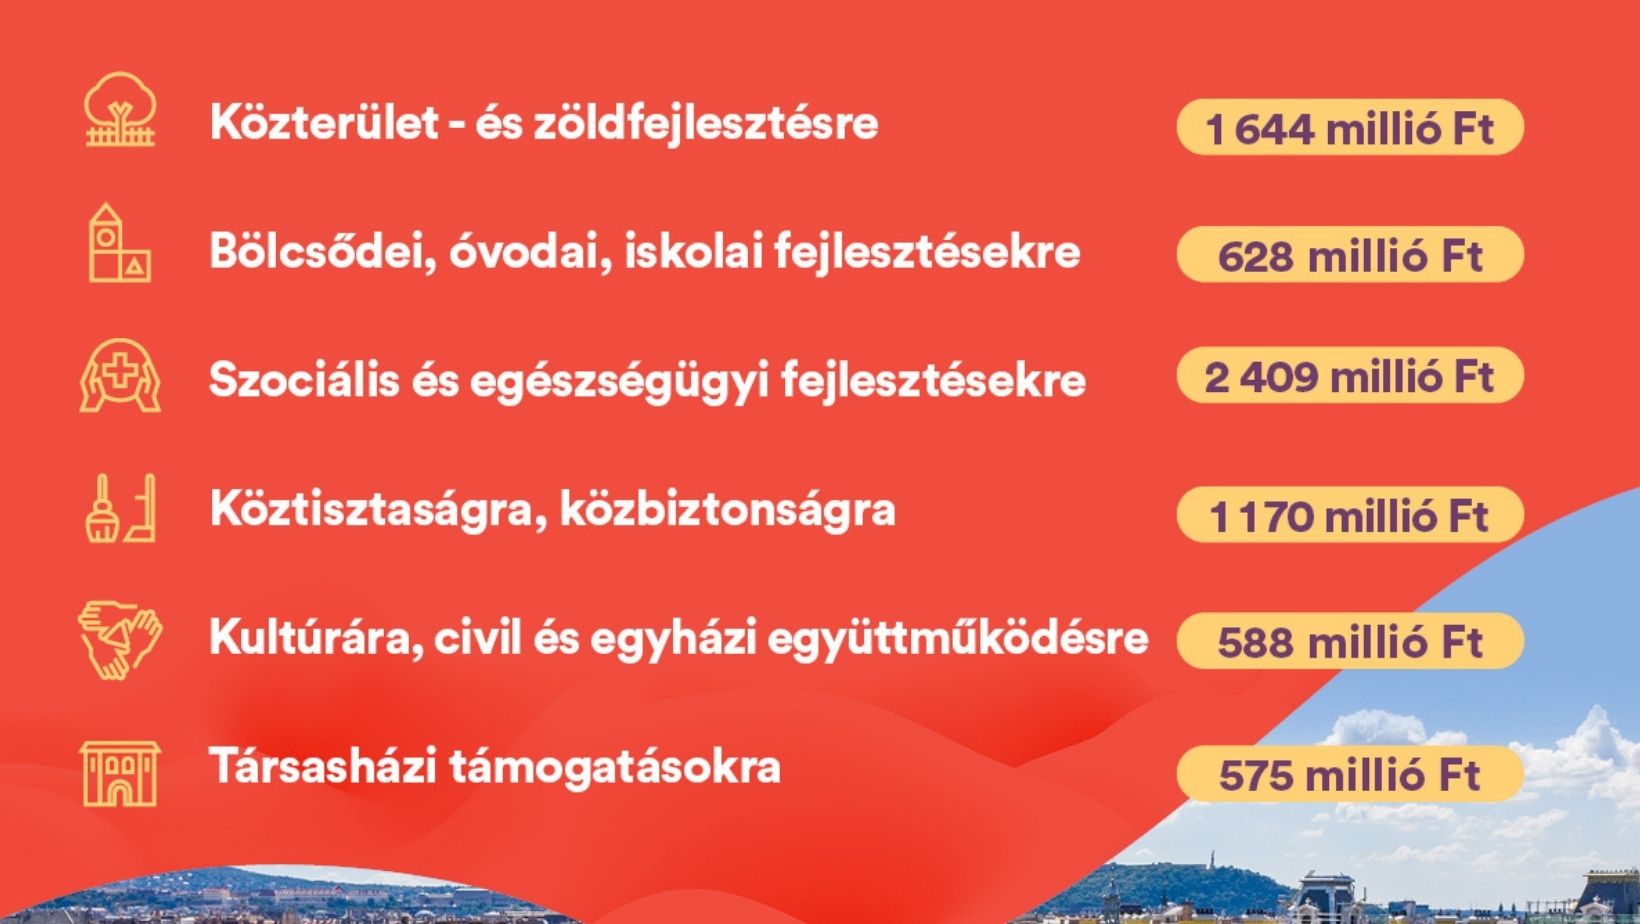 Közterület - és zöldfejlesztésre 1 644 millió Ft
Bölcsődei, óvodai, iskolai fejlesztésekre 628 millió Ft
Szociális és egészségügyi fejlesztésekre 2 409 millió Ft
Köztisztaságra, közbiztonságra 1 170 millió Ft
Kultúrára, civil és egyházi együttműködésre 588 millió Ft
Társasházi támogatásokra 575 millió Ft